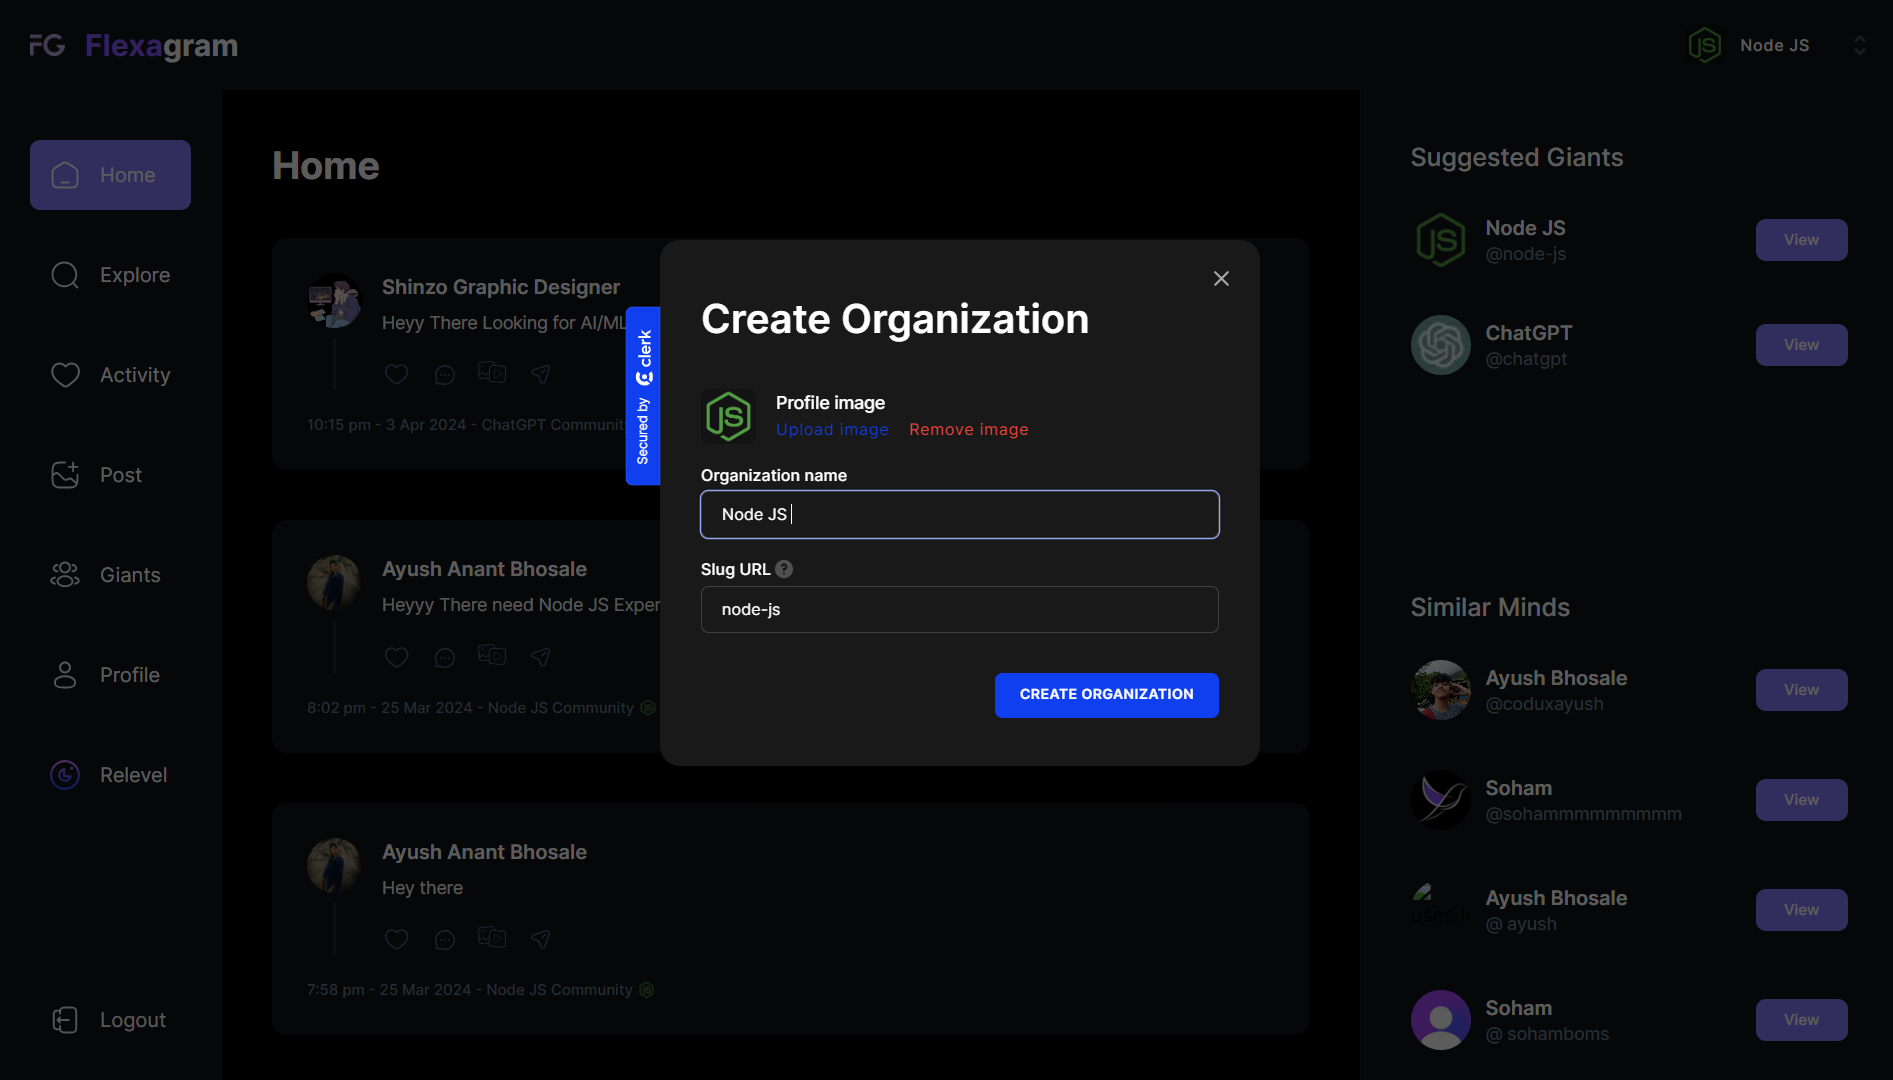 FG Flexagram
Node JS
Home
Explore
Activity
Post
Giants
Profile
Relevel
Logout
Home
Shinzo Graphic Designer
Heyy There Looking for AI/ML
10:15 pm - 3 Apr 2024 - ChatGPT Communit
Ayush Anant Bhosale
Heyyy There need Node JS Exper
8:02 pm - 25 Mar 2024 - Node JS Community
Ayush Anant Bhosale
Hey there
7:58 pm - 25 Mar 2024 - Node JS Community
Secured by clerk
Create Organization
Profile image
Upload image Remove image
Organization name
Node JS
Slug URL ?
node-js
CREATE ORGANIZATION
Suggested Giants
Node JS
@node-js
View
ChatGPT
@chatgpt
View
Similar Minds
Ayush Bhosale
@coduxayush
View
Soham
@sohammmmmmmmm
View
Ayush Bhosale
@ ayush
View
Soham
@ sohamboms
View